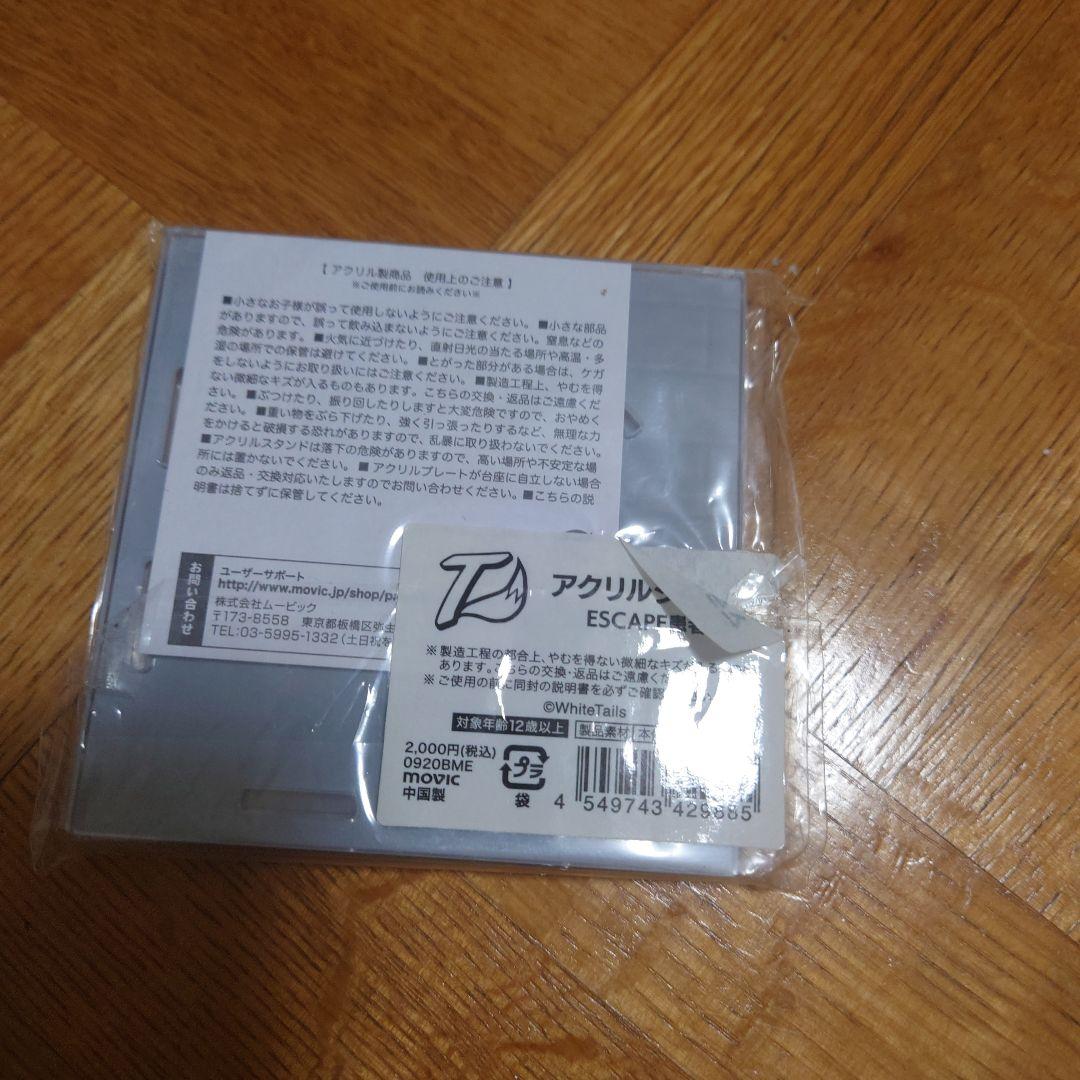 【 アクリル製商品 使用上のご注意 】
※ご使用前にお読みください※
■小さなお子様が誤って使用しないようにご注意ください。 ■小さな部品
がありますので、誤って飲み込まないようにご注意ください。窒息などの
危険があります。 ■火気に近づけたり、直射日光の当たる場所や高温・多
湿の場所での保管は避けてください。 ■とがった部分がある場合は、ケガ
をしないようにお取り扱いにはご注意ください。 ■製造工程上、やむを得
ない微細なキズが入るものもあります。こちらの交換・返品はご遠慮くだ
さい。 ■ぶつけたり、振り回したりしますと大変危険ですので、おやめく
ださい。 ■重い物をぶら下げたり、強く引っ張ったりするなど、無理な力
をかけると破損する恐れがありますので、乱暴に取り扱わないでください。
■アクリルスタンドは落下の危険がありますので、高い場所や不安定な場
所には置かないでください。 ■ アクリルプレートが台座に自立しない場合
のみ返品・交換対応いたしますのでお問い合わせください。 ■こちらの説
明書は捨てずに保管してください。
お問い合わせ
ユーザーサポート
http://www.movic.jp/shop/pa
株式会社ムービック
〒173-8558 東京都板橋区弥生
TEL:03-5995-1332 (土日祝を
アクリル
ESCAPE
※製造工程の都合上、やむを得ない微細なキズが
あります。こちらの交換・返品はご遠慮くだ
※ご使用の前に同封の説明書を必ずご確認
©WhiteTails
対象年齢12歳以上 製品素材 本
2,000円(税込)
0920BME
movic
中国製
プラ
袋
4 549743 429885